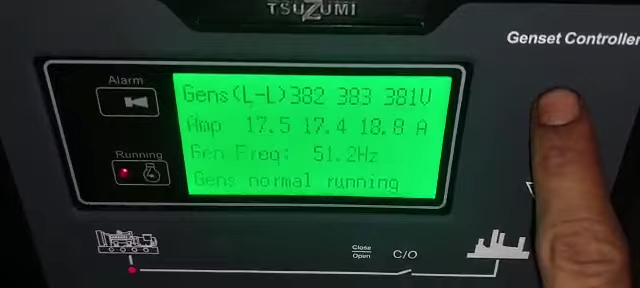 TSUZUMI
Genset Controller
Alarm
Gens(L-L)382 383 381V
Amp 17.5 17.4 18.8 A
Gen Freq: 51.2Hz
Gens normal running
Running
Close
Open
C/O